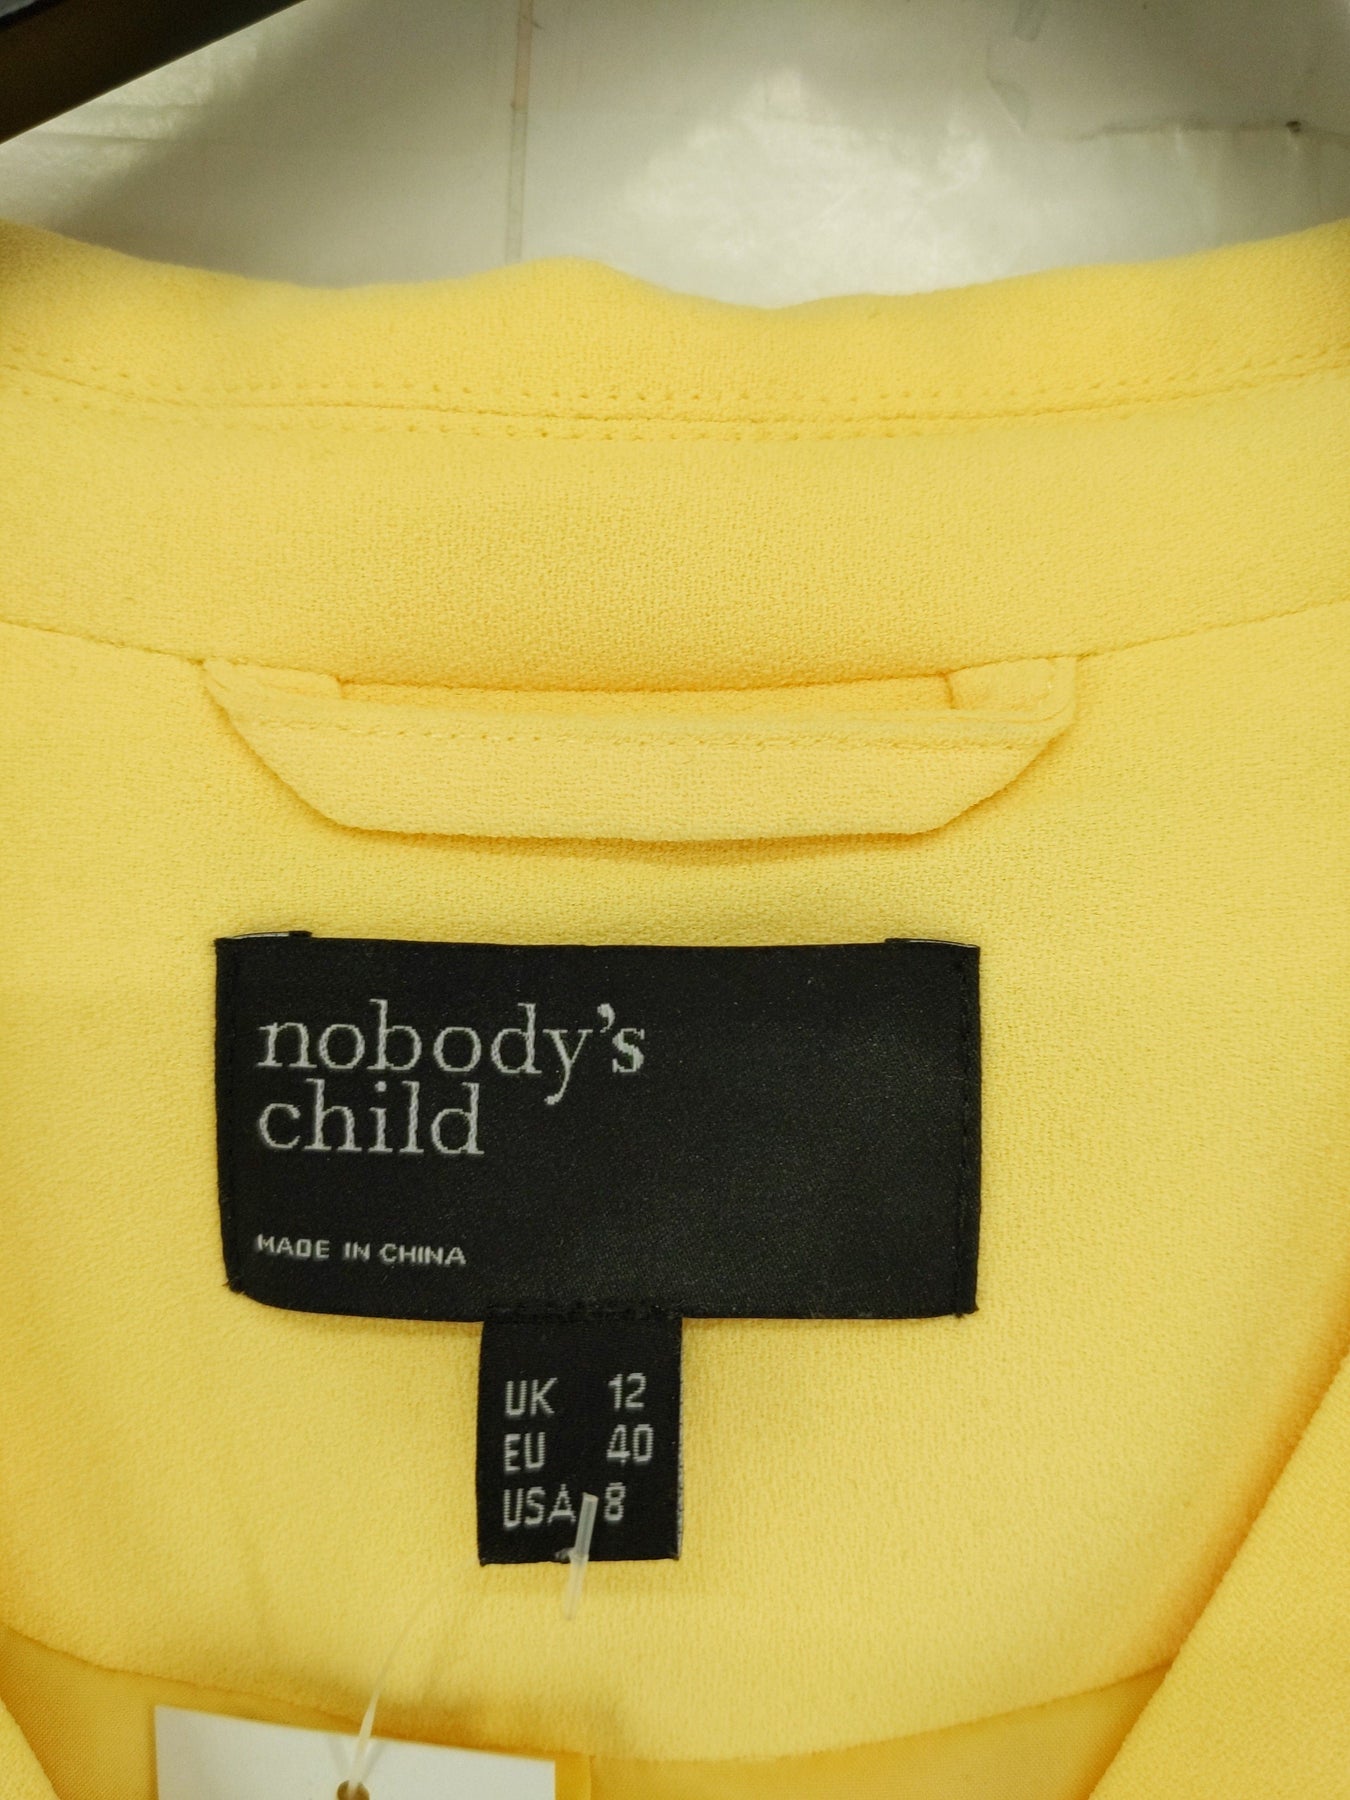 nobody's
child
MADE IN CHINA
UK 12
EU 40
USA 8